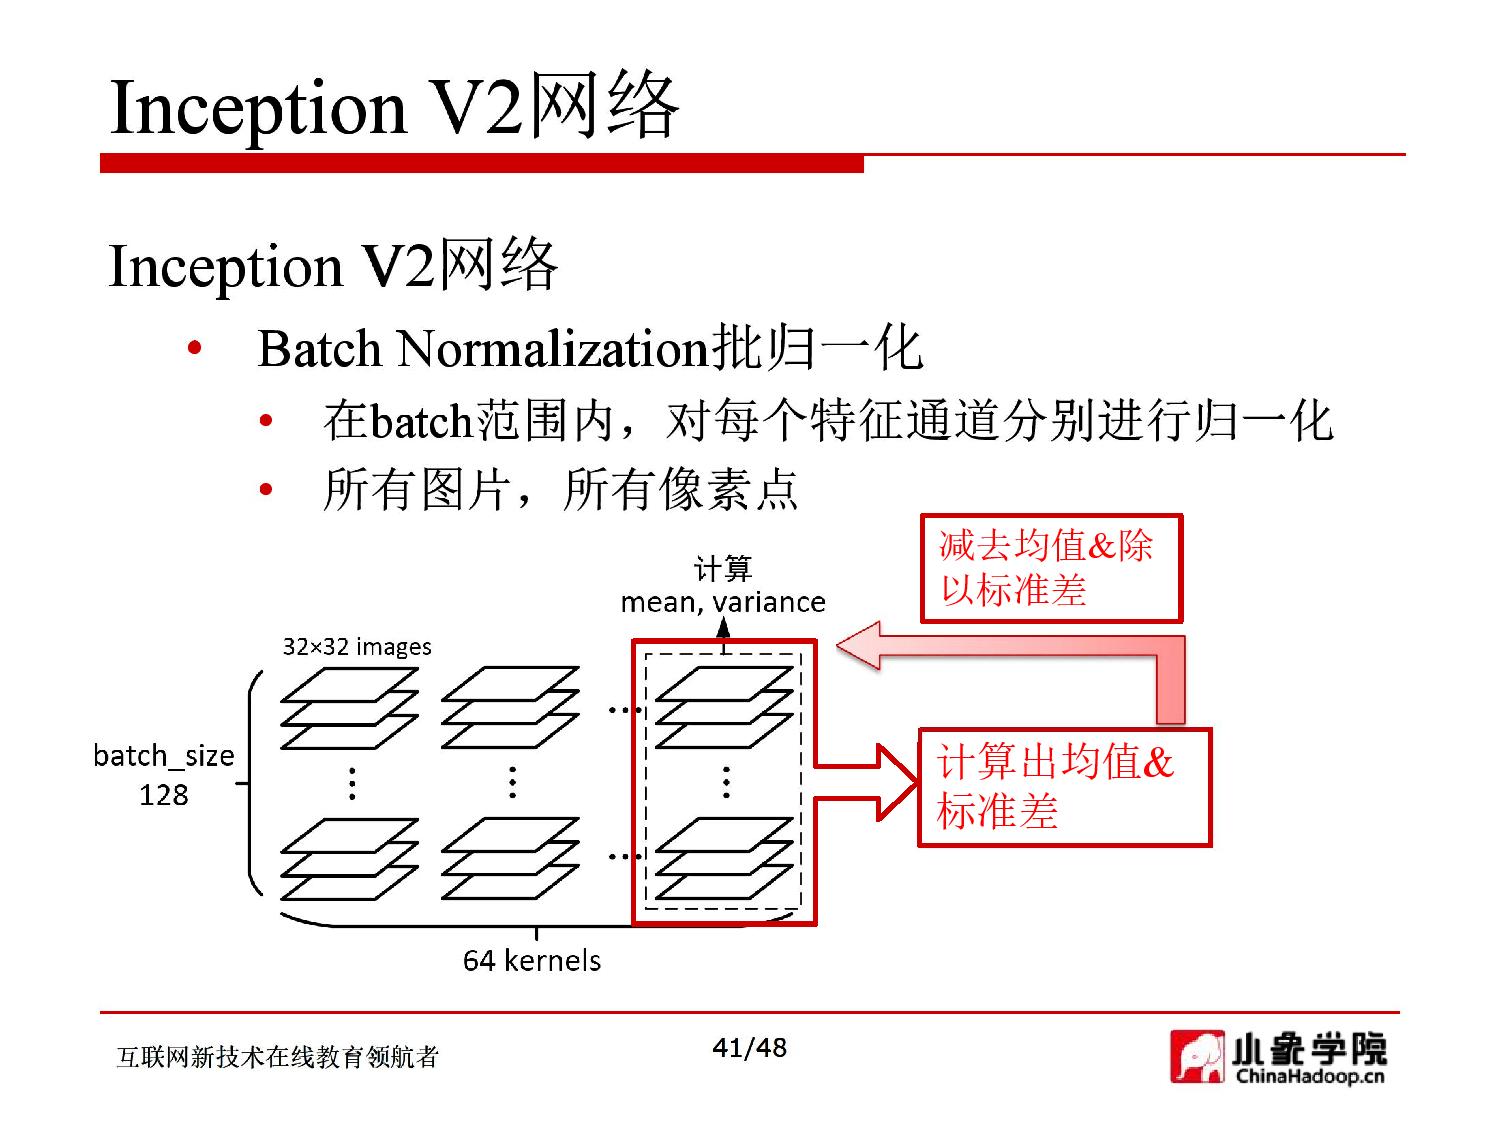 Inception V2网络
Inception V2网络
• Batch Normalization批归一化
• 在batch范围内，对每个特征通道分别进行归一化
• 所有图片，所有像素点
减去均值&除
以标准差
计算
mean, variance
32×32 images
batch_size
128
计算出均值&
标准差
64 kernels
互联网新技术在线教育领航者
41/48
小象学院
ChinaHadoop.cn